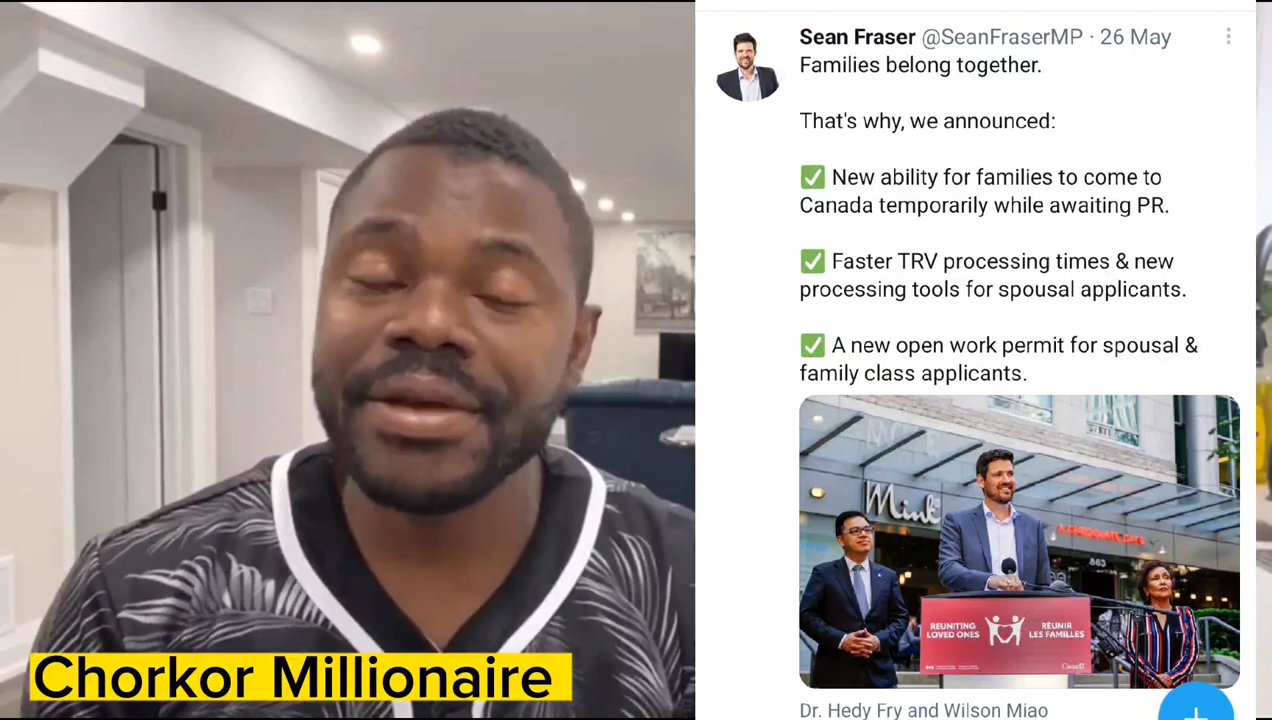 Sean Fraser @SeanFraserMP · 26 May
Families belong together.
That's why, we announced:
✅ New ability for families to come to
Canada temporarily while awaiting PR.
✅ Faster TRV processing times & new
processing tools for spousal applicants.
✅ A new open work permit for spousal &
family class applicants.
Mink
A CHOCOLATE CAFE
863
REUNITING
LOVED ONES
RÉUNIR
LES FAMILLES
Canada
Dr. Hedy Fry and Wilson Miao
Chorkor Millionaire